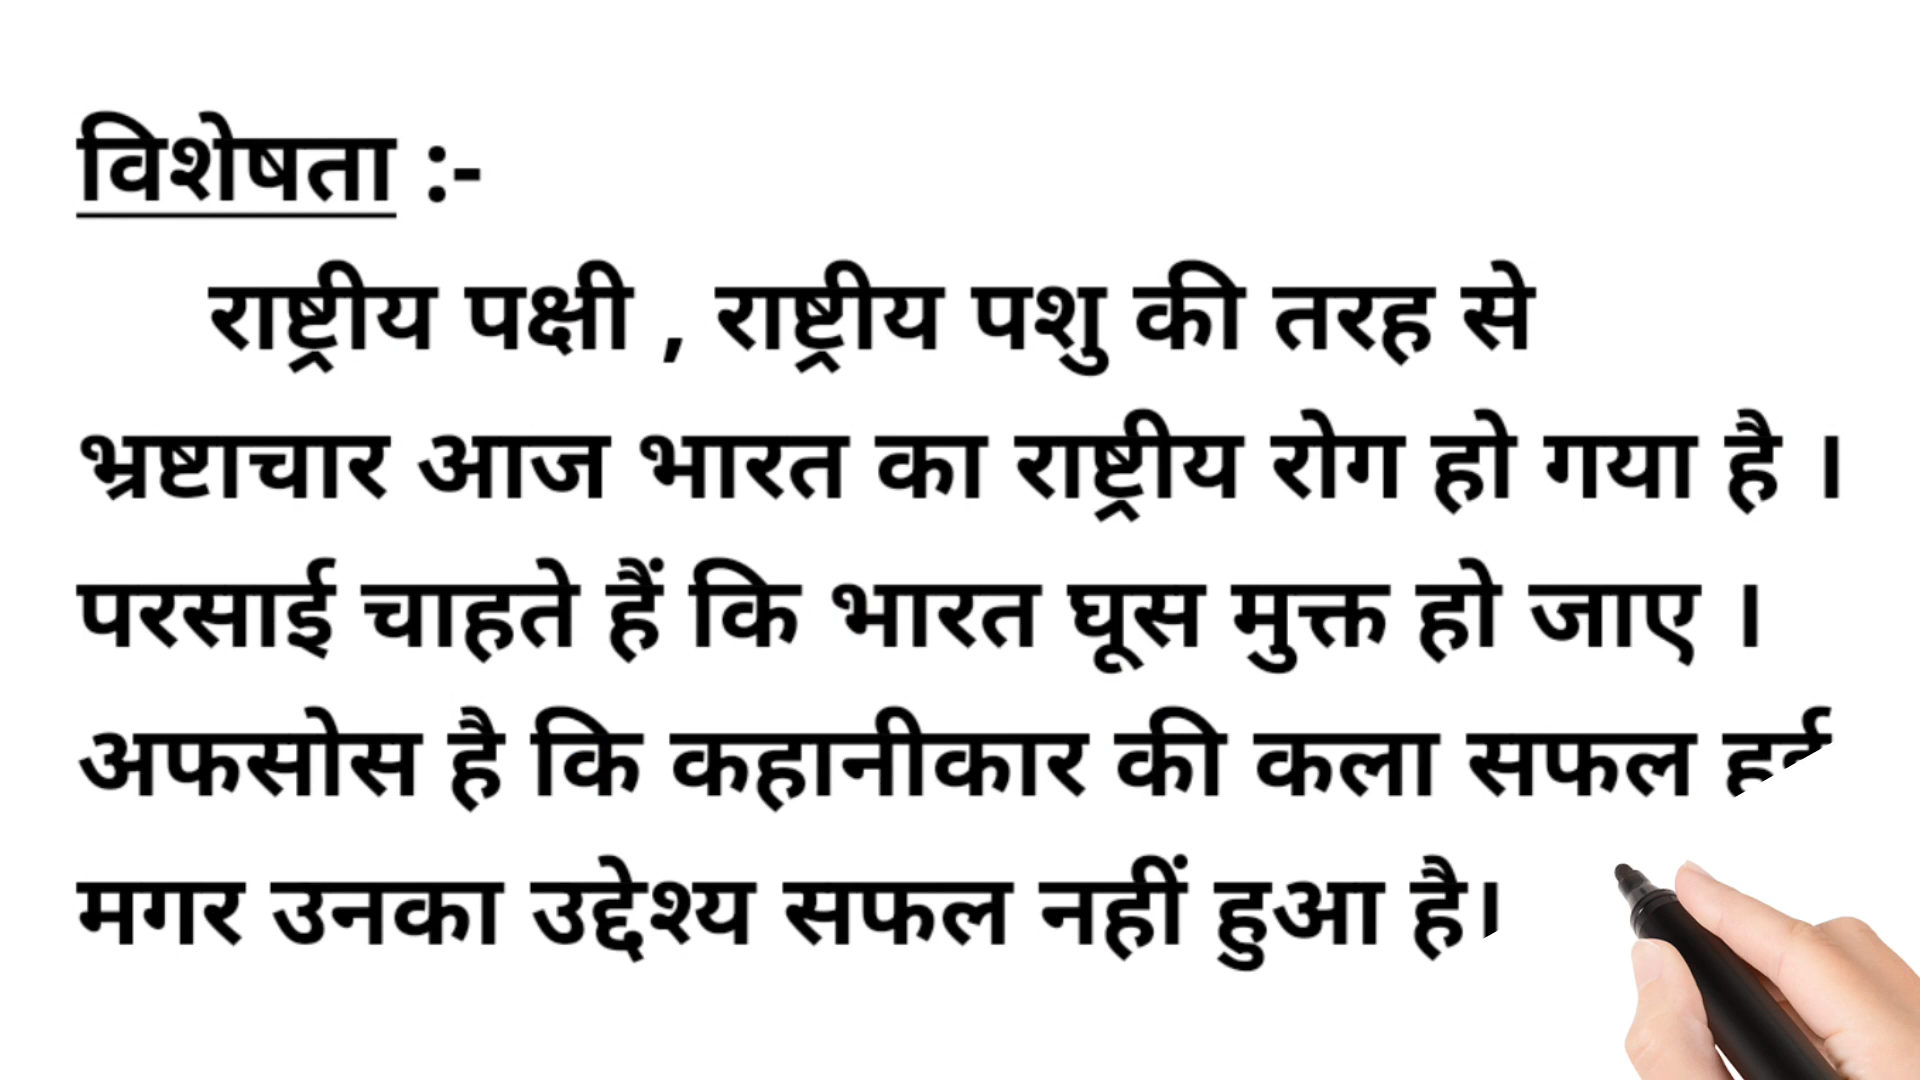 विशेषता :-
राष्ट्रीय पक्षी , राष्ट्रीय पशु की तरह से
भ्रष्टाचार आज भारत का राष्ट्रीय रोग हो गया है ।
परसाई चाहते हैं कि भारत घूस मुक्त हो जाए ।
अफसोस है कि कहानीकार की कला सफल
मगर उनका उद्देश्य सफल नहीं हुआ है।